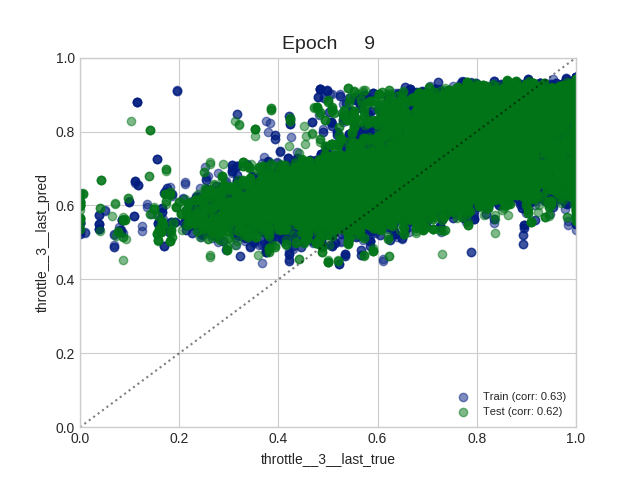 Epoch 9
1.0
0.8
0.6
0.4
0.2
0.0
throttle__3__last_pred
0.0 0.2 0.4 0.6 0.8 1.0
throttle__3__last_true
Train (corr: 0.63)
Test (corr: 0.62)